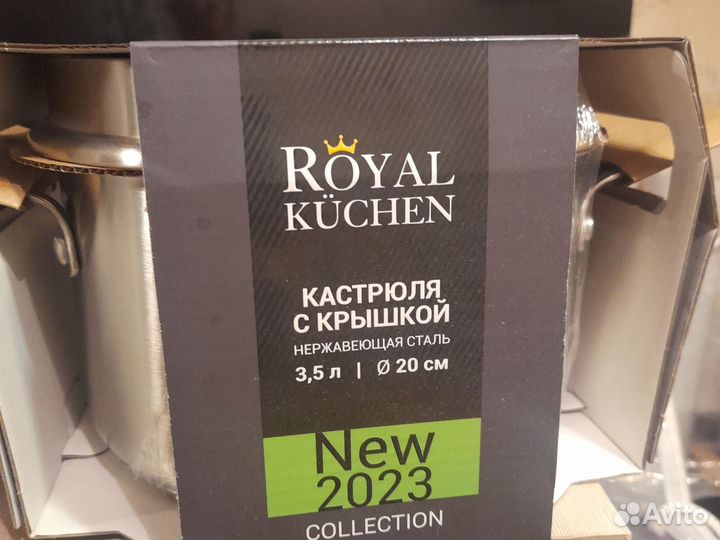 ROYAL
KÜCHEN
КАСТРЮЛЯ
С КРЫШКОЙ
НЕРЖАВЕЮЩАЯ СТАЛЬ
3,5 л | Ø 20 см
New
2023
COLLECTION
Avito